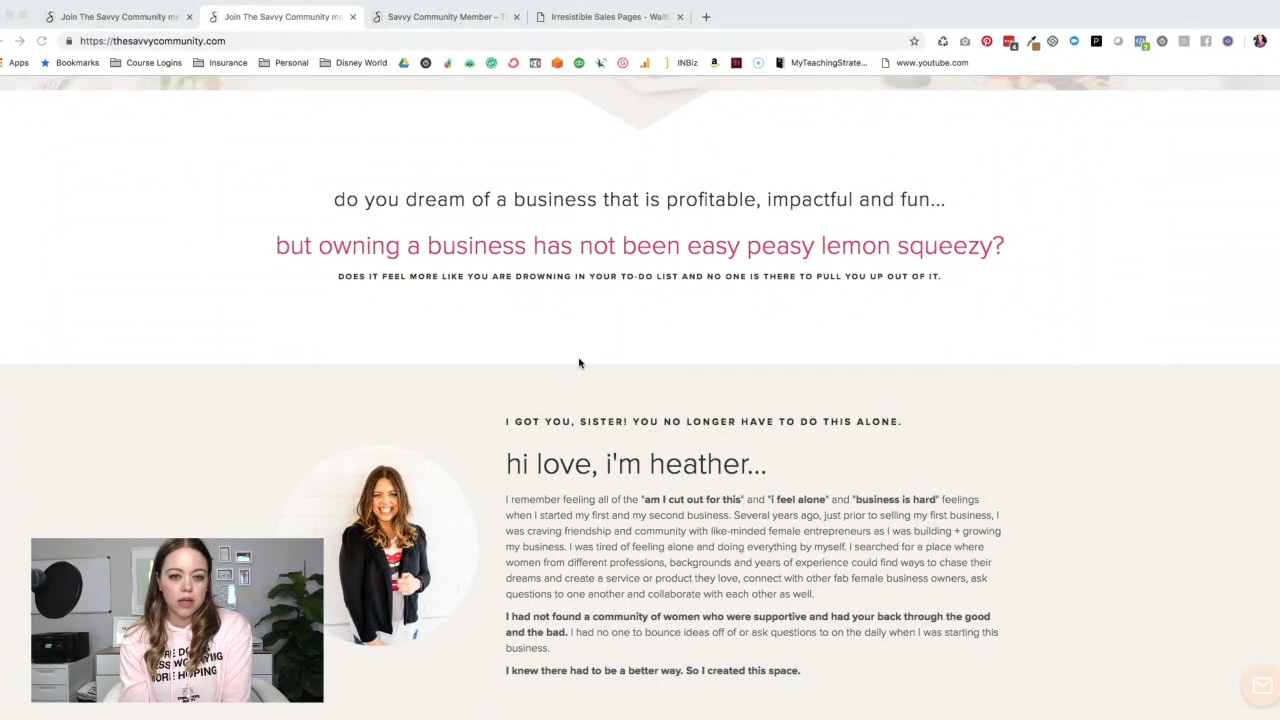 Join The Savvy Community me
Join The Savvy Community me
Savvy Community Member – T
Irresistible Sales Pages - Waiti
https://thesavvycommunity.com
Apps
Bookmarks
Course Logins
Insurance
Personal
Disney World
INBiz
MyTeachingStrate...
www.youtube.com
do you dream of a business that is profitable, impactful and fun...
but owning a business has not been easy peasy lemon squeezy?
DOES IT FEEL MORE LIKE YOU ARE DROWNING IN YOUR TO-DO LIST AND NO ONE IS THERE TO PULL YOU UP OUT OF IT.
I GOT YOU, SISTER! YOU NO LONGER HAVE TO DO THIS ALONE.
hi love, i'm heather...
I remember feeling all of the "am I cut out for this" and "i feel alone" and "business is hard" feelings
when I started my first and my second business. Several years ago, just prior to selling my first business, I
was craving friendship and community with like-minded female entrepreneurs as I was building + growing
my business. I was tired of feeling alone and doing everything by myself. I searched for a place where
women from different professions, backgrounds and years of experience could find ways to chase their
dreams and create a service or product they love, connect with other fab female business owners, ask
questions to one another and collaborate with each other as well.
I had not found a community of women who were supportive and had your back through the good
and the bad. I had no one to bounce ideas off of or ask questions to on the daily when I was starting this
business.
I knew there had to be a better way. So I created this space.